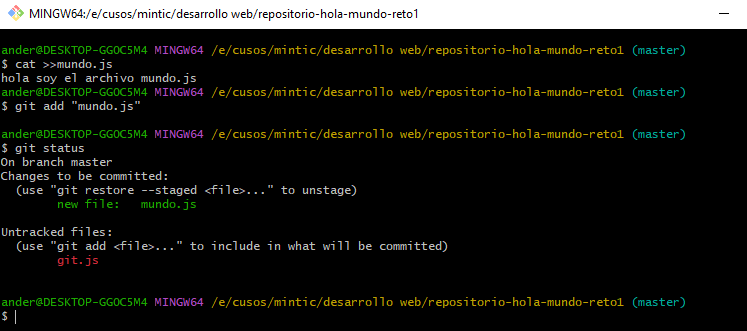 MINGW64:/e/cusos/mintic/desarrollo web/repositorio-hola-mundo-reto1
ander@DESKTOP-GGOC5M4 MINGW64 /e/cusos/mintic/desarrollo web/repositorio-hola-mundo-reto1 (master)
$ cat >>mundo.js
hola soy el archivo mundo.js
ander@DESKTOP-GGOC5M4 MINGW64 /e/cusos/mintic/desarrollo web/repositorio-hola-mundo-reto1 (master)
$ git add "mundo.js"
ander@DESKTOP-GGOC5M4 MINGW64 /e/cusos/mintic/desarrollo web/repositorio-hola-mundo-reto1 (master)
$ git status
On branch master
Changes to be committed:
  (use "git restore --staged <file>..." to unstage)
        new file:   mundo.js
Untracked files:
  (use "git add <file>..." to include in what will be committed)
        git.js
ander@DESKTOP-GGOC5M4 MINGW64 /e/cusos/mintic/desarrollo web/repositorio-hola-mundo-reto1 (master)
$